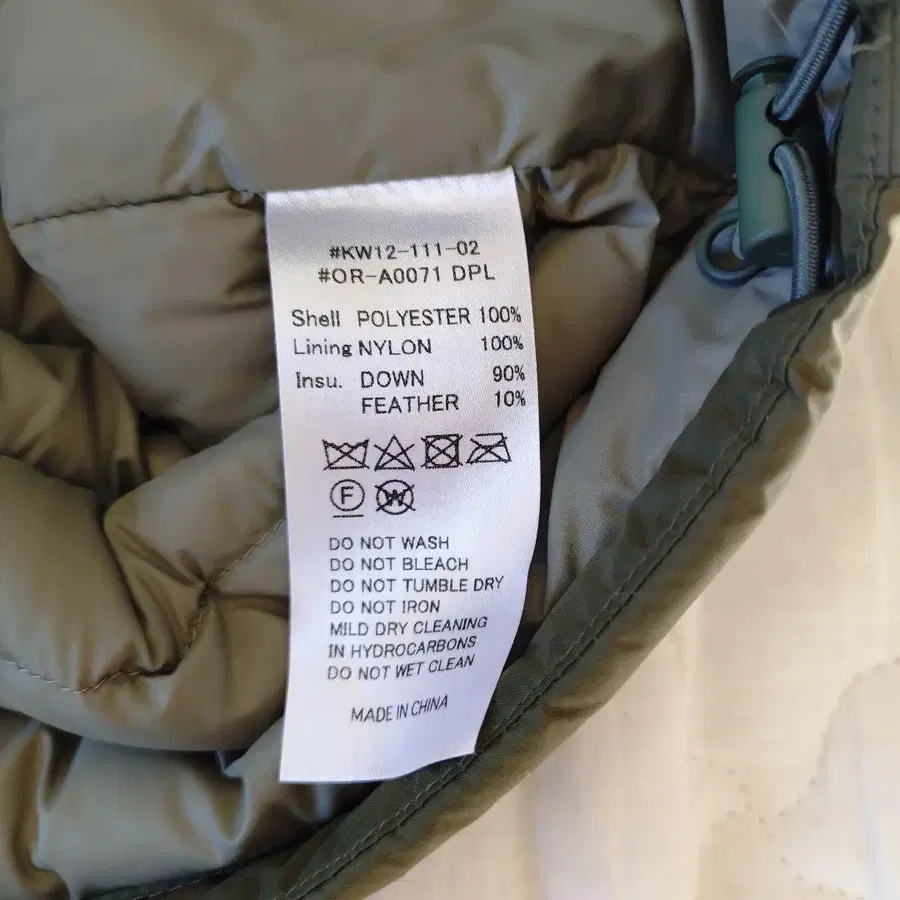 #KW12-111-02
#OR-A0071 DPL
Shell POLYESTER 100%
Lining NYLON 100%
Insu. DOWN 90%
FEATHER 10%
F W
DO NOT WASH
DO NOT BLEACH
DO NOT TUMBLE DRY
DO NOT IRON
MILD DRY CLEANING
IN HYDROCARBONS
DO NOT WET CLEAN
MADE IN CHINA